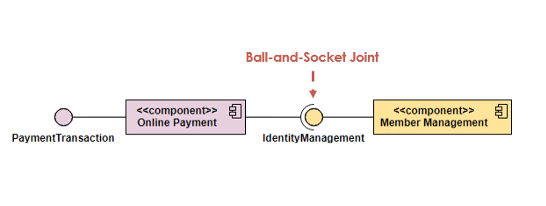 Ball-and-Socket Joint
<<component>>
Online Payment
<<component>>
Member Management
PaymentTransaction
IdentityManagement